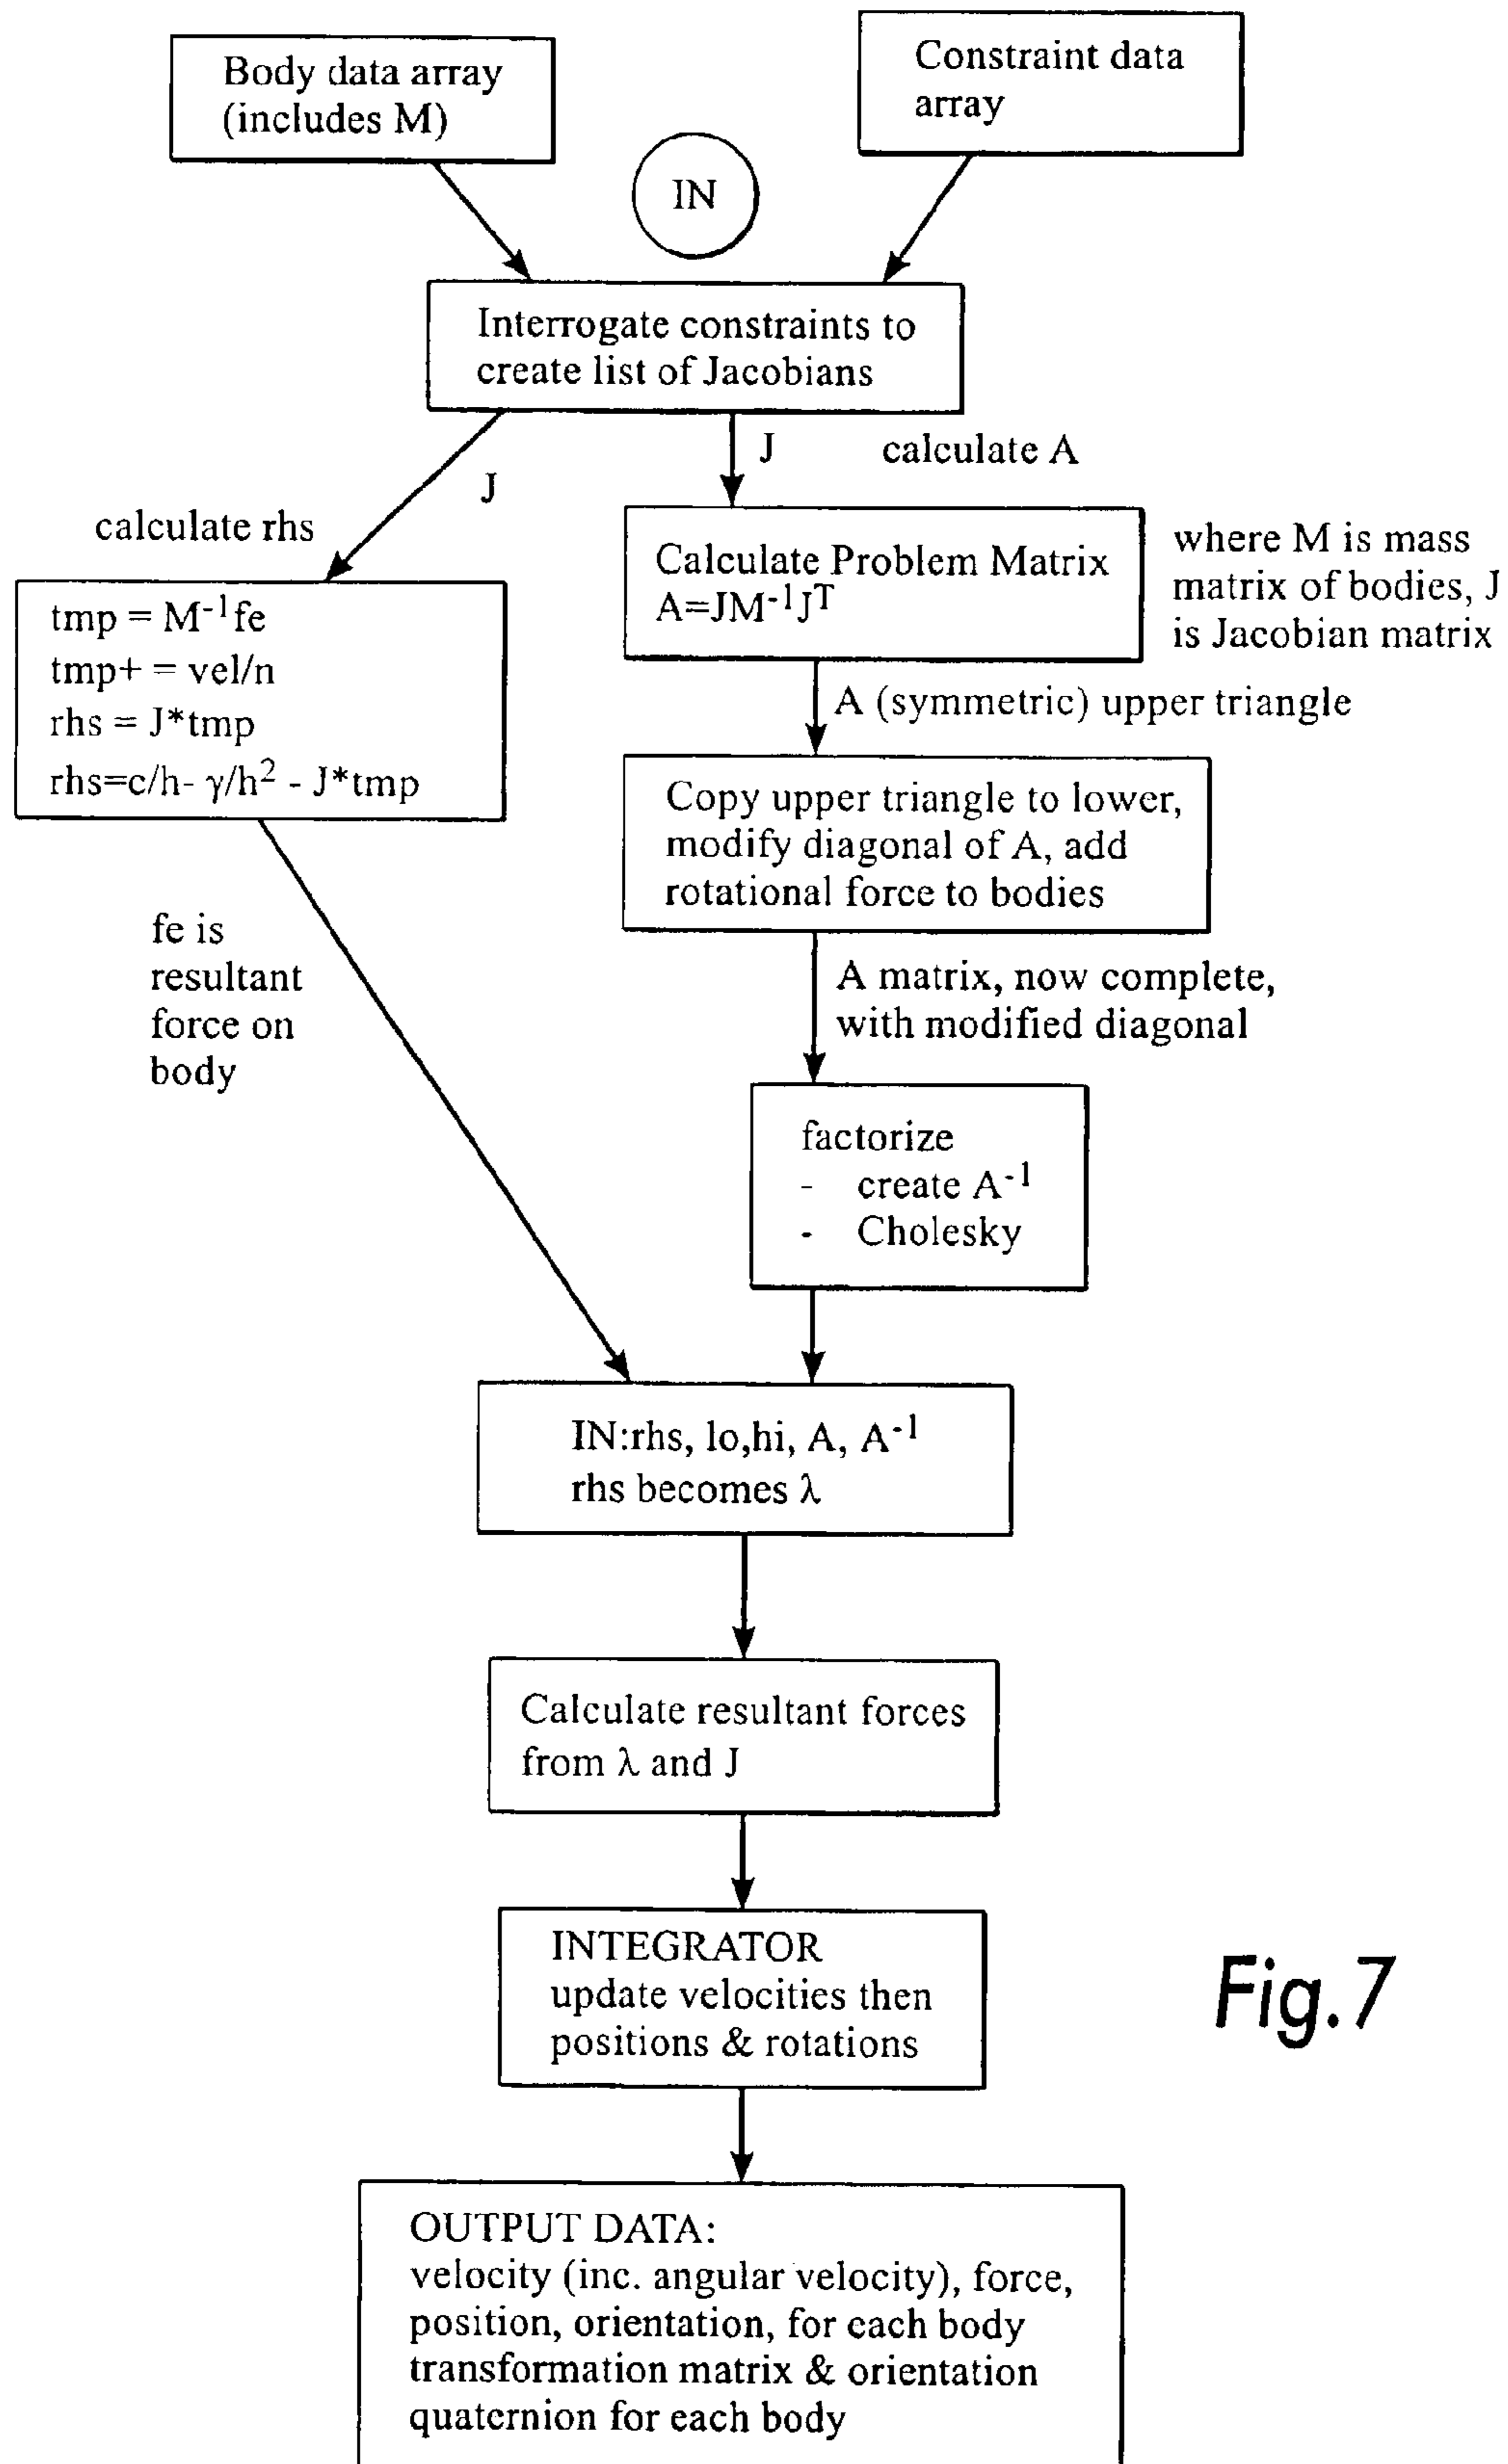 Body data array
(includes M)
Constraint data
array
IN
Interrogate constraints to
create list of Jacobians
J
J
calculate A
calculate rhs
tmp = M⁻¹fe
tmp+ = vel/n
rhs = J*tmp
rhs=c/h- γ/h² - J*tmp
Calculate Problem Matrix
A=JM⁻¹Jᵀ
where M is mass
matrix of bodies, J
is Jacobian matrix
A (symmetric) upper triangle
Copy upper triangle to lower,
modify diagonal of A, add
rotational force to bodies
fe is
resultant
force on
body
A matrix, now complete,
with modified diagonal
factorize
- create A⁻¹
- Cholesky
IN:rhs, lo,hi, A, A⁻¹
rhs becomes λ
Calculate resultant forces
from λ and J
INTEGRATOR
update velocities then
positions & rotations
Fig.7
OUTPUT DATA:
velocity (inc. angular velocity), force,
position, orientation, for each body
transformation matrix & orientation
quaternion for each body